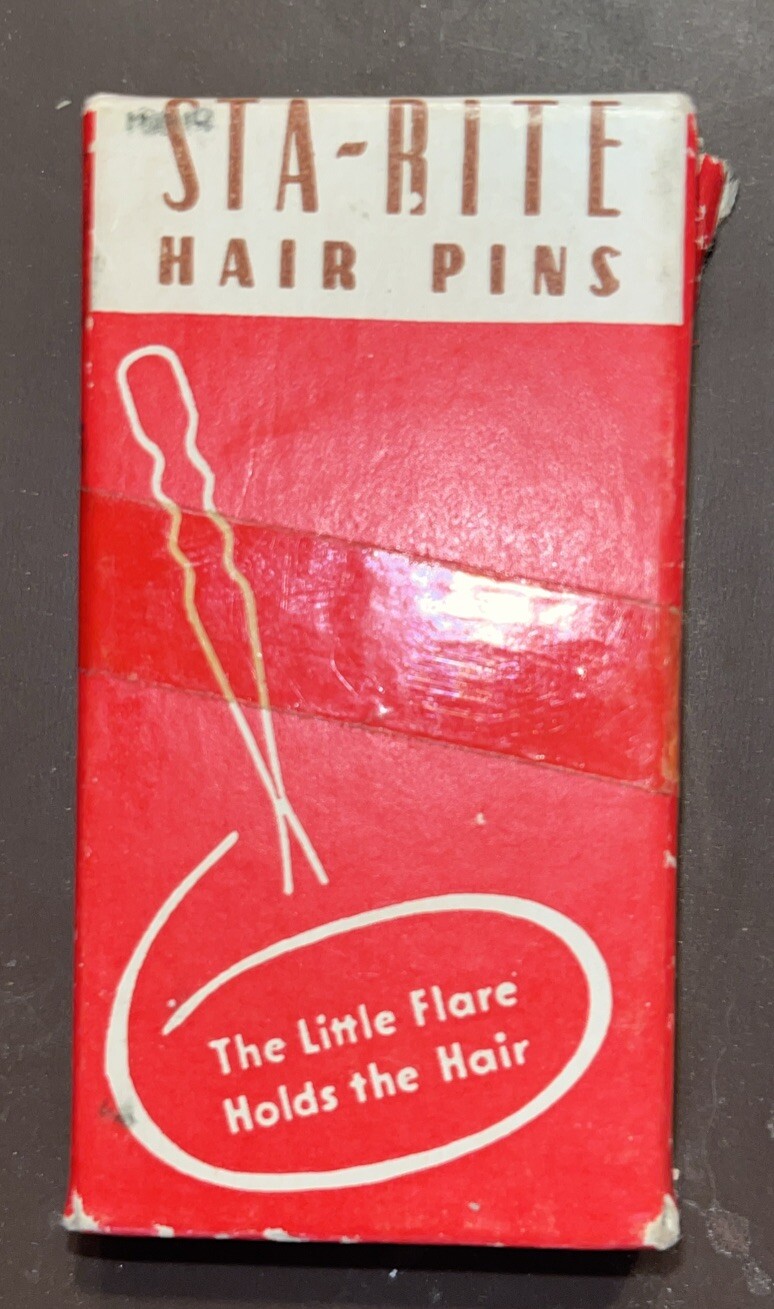 STA-RITE
HAIR PINS
The Little Flare
Holds the Hair